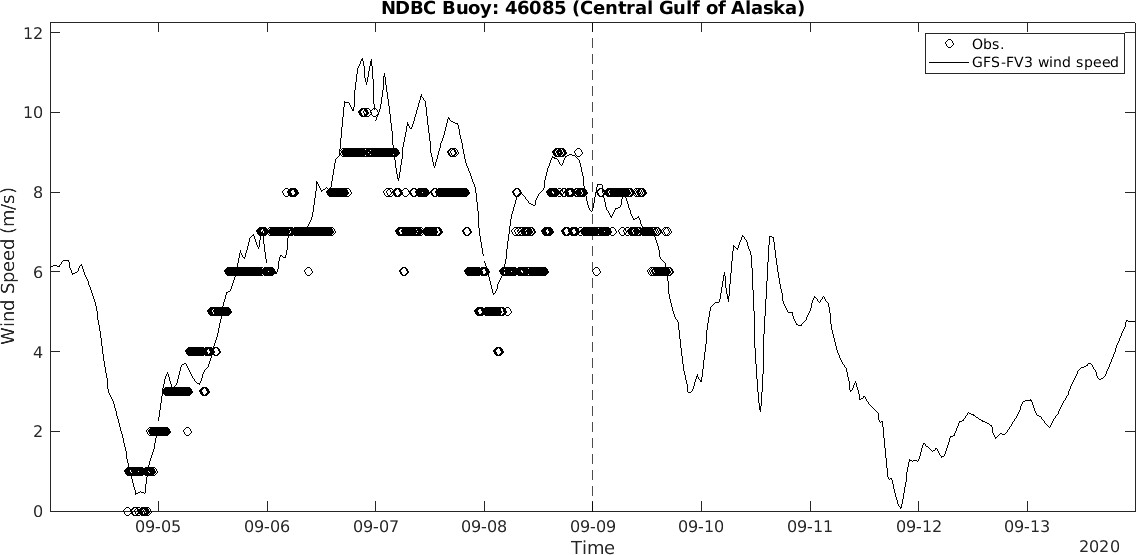 NDBC Buoy: 46085 (Central Gulf of Alaska)
Obs.
GFS-FV3 wind speed
Wind Speed (m/s)
12
10
8
6
4
2
0
09-05 09-06 09-07 09-08 09-09 09-10 09-11 09-12 09-13
Time
2020